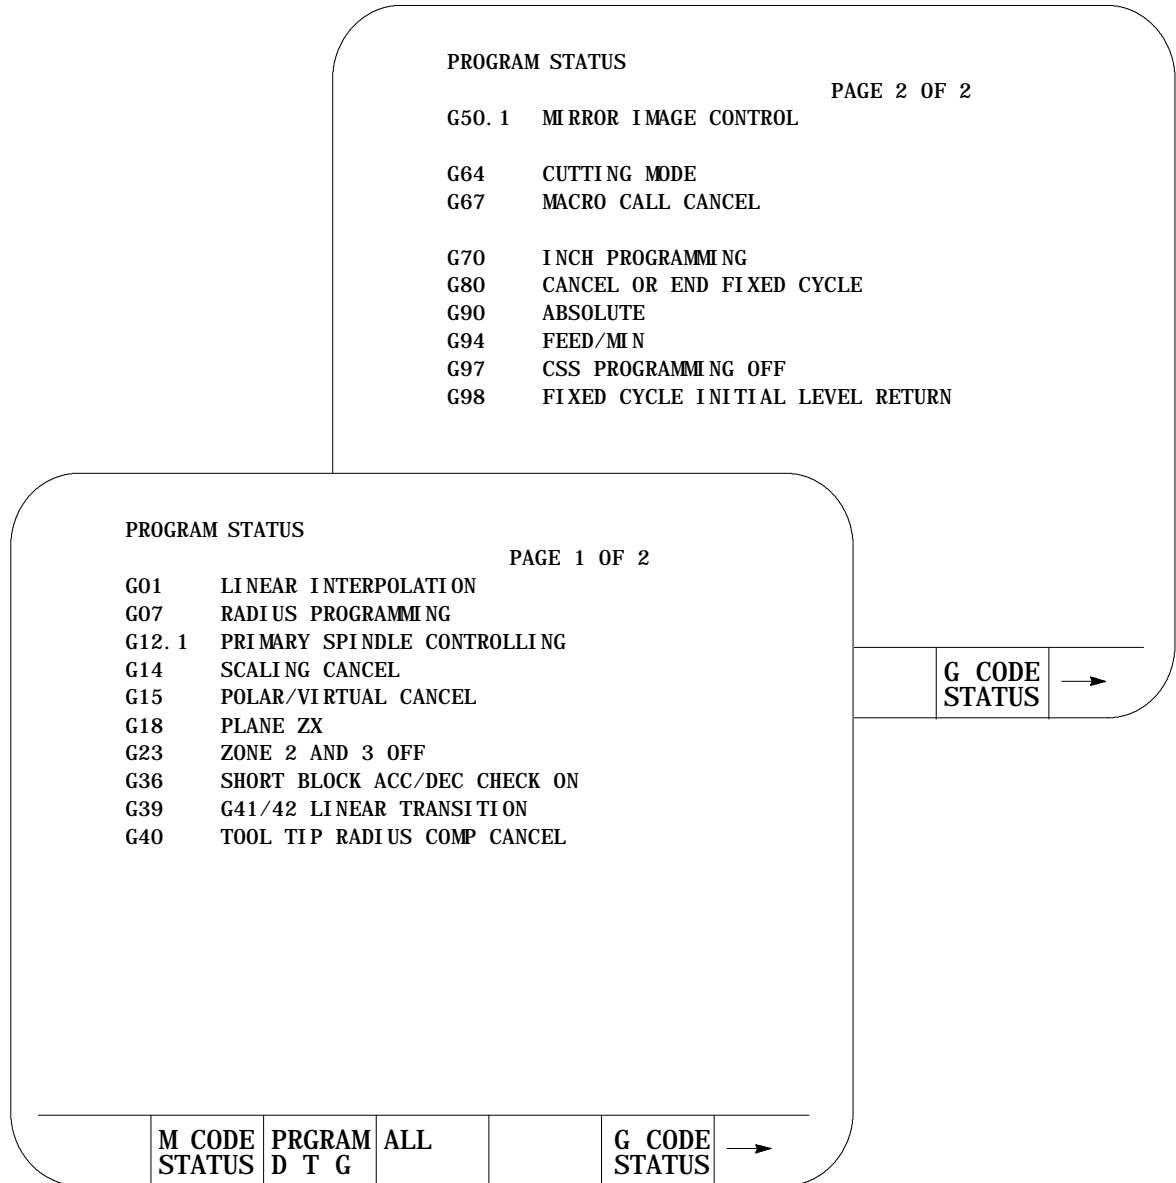 PROGRAM STATUS
PAGE 2 OF 2
G50.1 MIRROR IMAGE CONTROL
G64 CUTTING MODE
G67 MACRO CALL CANCEL
G70 INCH PROGRAMMING
G80 CANCEL OR END FIXED CYCLE
G90 ABSOLUTE
G94 FEED/MIN
G97 CSS PROGRAMMING OFF
G98 FIXED CYCLE INITIAL LEVEL RETURN
G CODE
STATUS
PROGRAM STATUS
PAGE 1 OF 2
G01 LINEAR INTERPOLATION
G07 RADIUS PROGRAMMING
G12.1 PRIMARY SPINDLE CONTROLLING
G14 SCALING CANCEL
G15 POLAR/VIRTUAL CANCEL
G18 PLANE ZX
G23 ZONE 2 AND 3 OFF
G36 SHORT BLOCK ACC/DEC CHECK ON
G39 G41/42 LINEAR TRANSITION
G40 TOOL TIP RADIUS COMP CANCEL
M CODE PRGRAM ALL G CODE
STATUS D T G STATUS